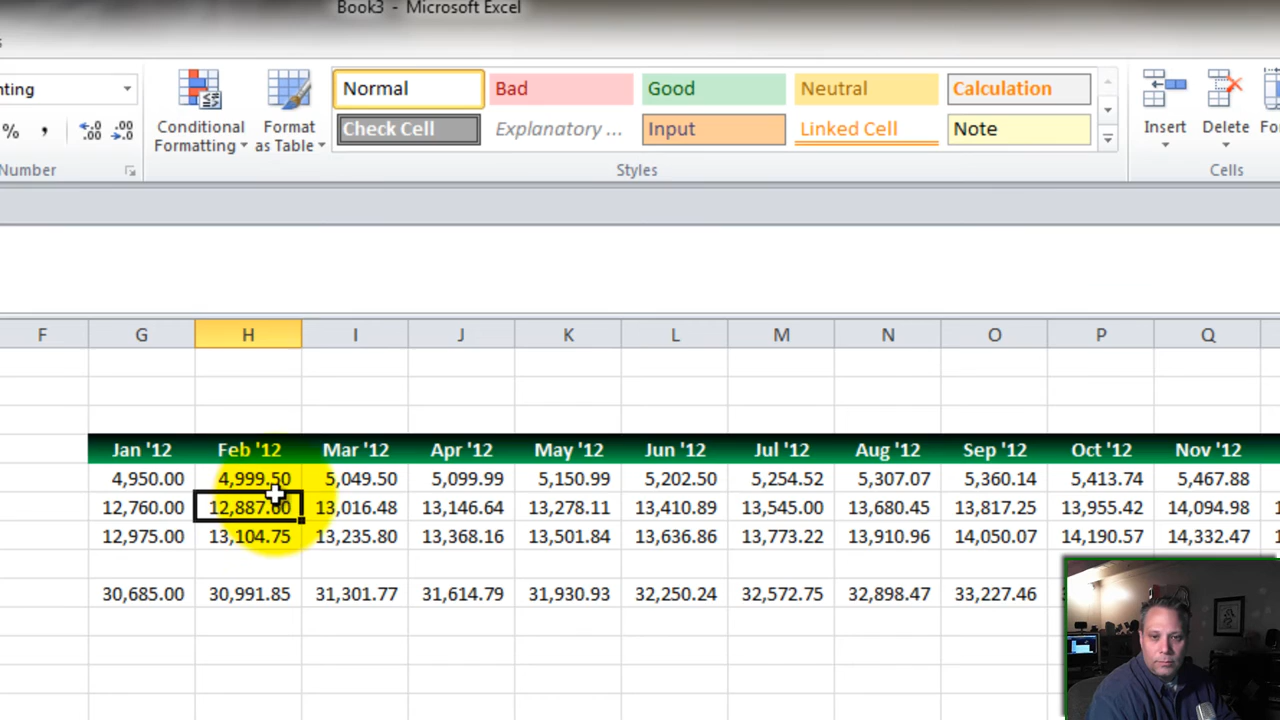 Book3 - Microsoft Excel
nting
Conditional Formatting
Format as Table
Normal
Bad
Good
Neutral
Calculation
Check Cell
Explanatory ...
Input
Linked Cell
Note
Insert
Delete
For
% ,
.0 .00 .00 .0
Number
Styles
Cells
F G H I J K L M N O P Q
Jan '12 Feb '12 Mar '12 Apr '12 May '12 Jun '12 Jul '12 Aug '12 Sep '12 Oct '12 Nov '12
4,950.00 4,999.50 5,049.50 5,099.99 5,150.99 5,202.50 5,254.52 5,307.07 5,360.14 5,413.74 5,467.88
12,760.00 12,887.60 13,016.48 13,146.64 13,278.11 13,410.89 13,545.00 13,680.45 13,817.25 13,955.42 14,094.98
12,975.00 13,104.75 13,235.80 13,368.16 13,501.84 13,636.86 13,773.22 13,910.96 14,050.07 14,190.57 14,332.47
30,685.00 30,991.85 31,301.77 31,614.79 31,930.93 32,250.24 32,572.75 32,898.47 33,227.46